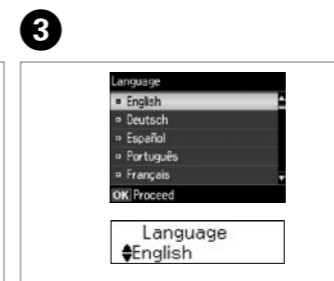 3
Language
English
Deutsch
Español
Português
Français
OK Proceed
Language
English